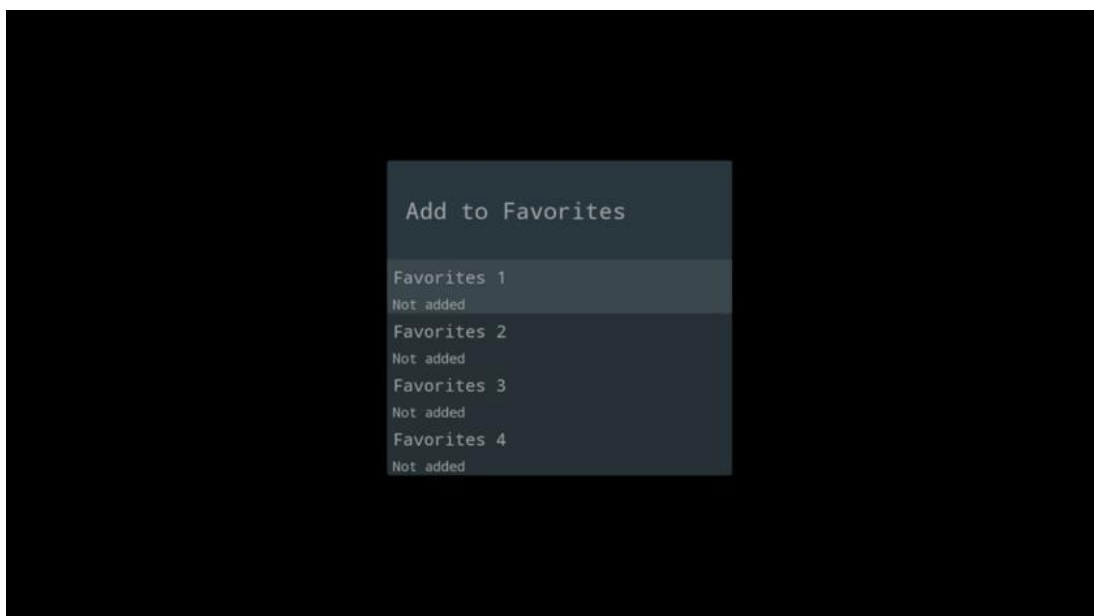 Add to Favorites
Favorites 1
Not added
Favorites 2
Not added
Favorites 3
Not added
Favorites 4
Not added